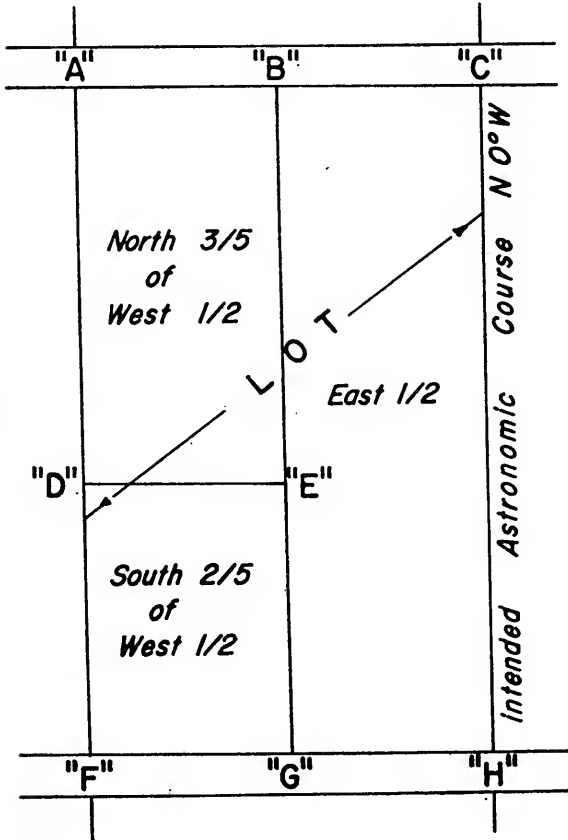 "A" "B" "C"
North 3/5
of
West 1/2
LOT
East 1/2
Intended Astronomic Course N 0° W
"D" "E"
South 2/5
of
West 1/2
"F" "G" "H"